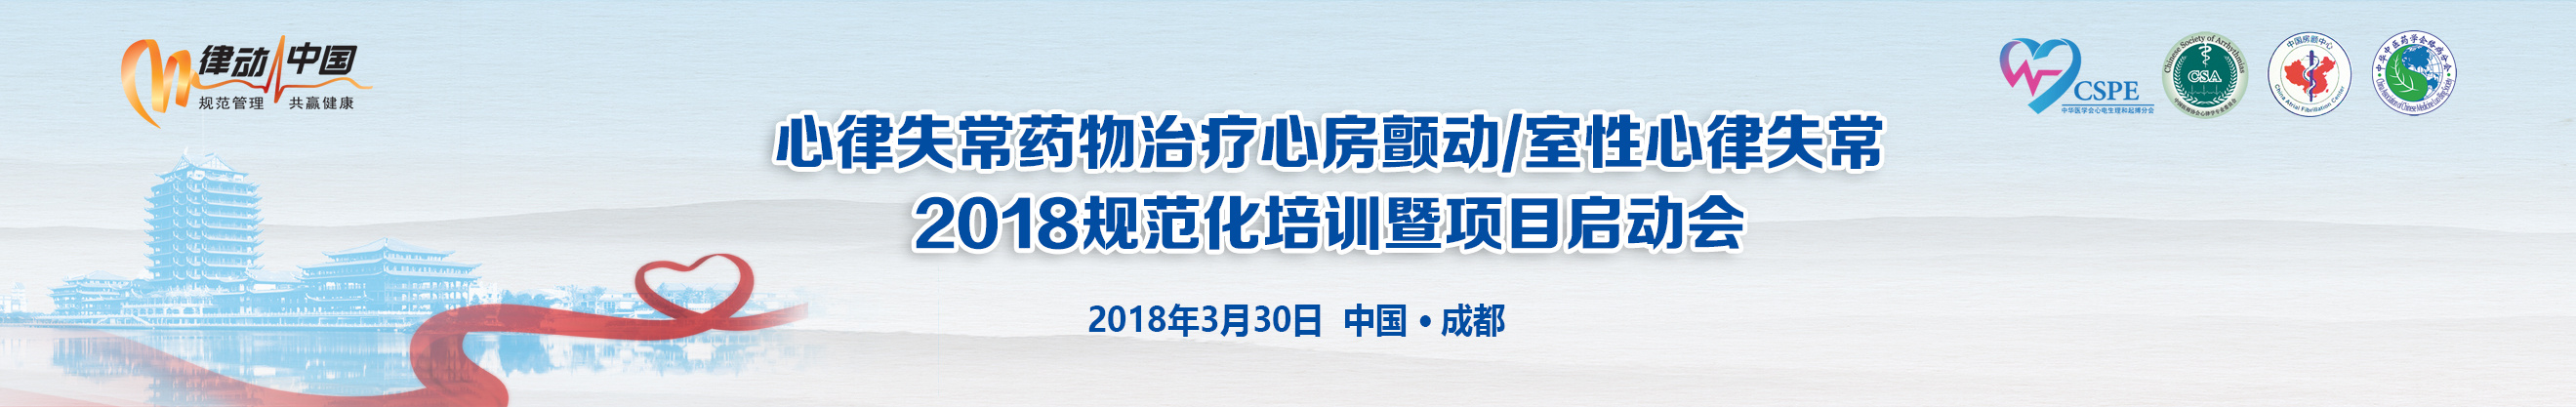 律动中国
规范管理 共赢健康
CSPE
中华医学会心电生理和起搏分会
Chinese Society of Arrhythmias
CSA
中国房颤中心
China Atrial Fibrillation Center
中华中医药学会络病分会
心律失常药物治疗心房颤动/室性心律失常
2018规范化培训暨项目启动会
2018年3月30日 中国·成都